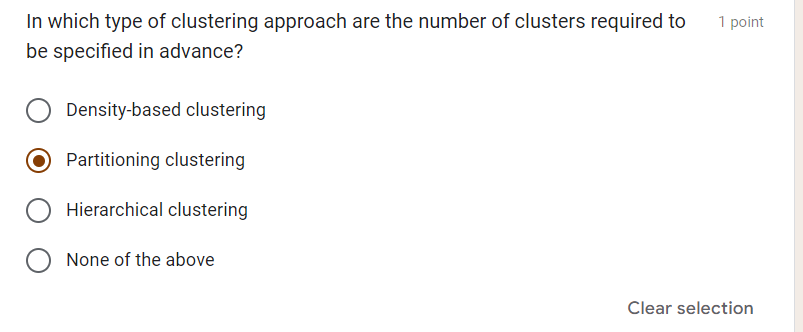 In which type of clustering approach are the number of clusters required to
1 point
be specified in advance?
Density-based clustering
Partitioning clustering
Hierarchical clustering
None of the above
Clear selection